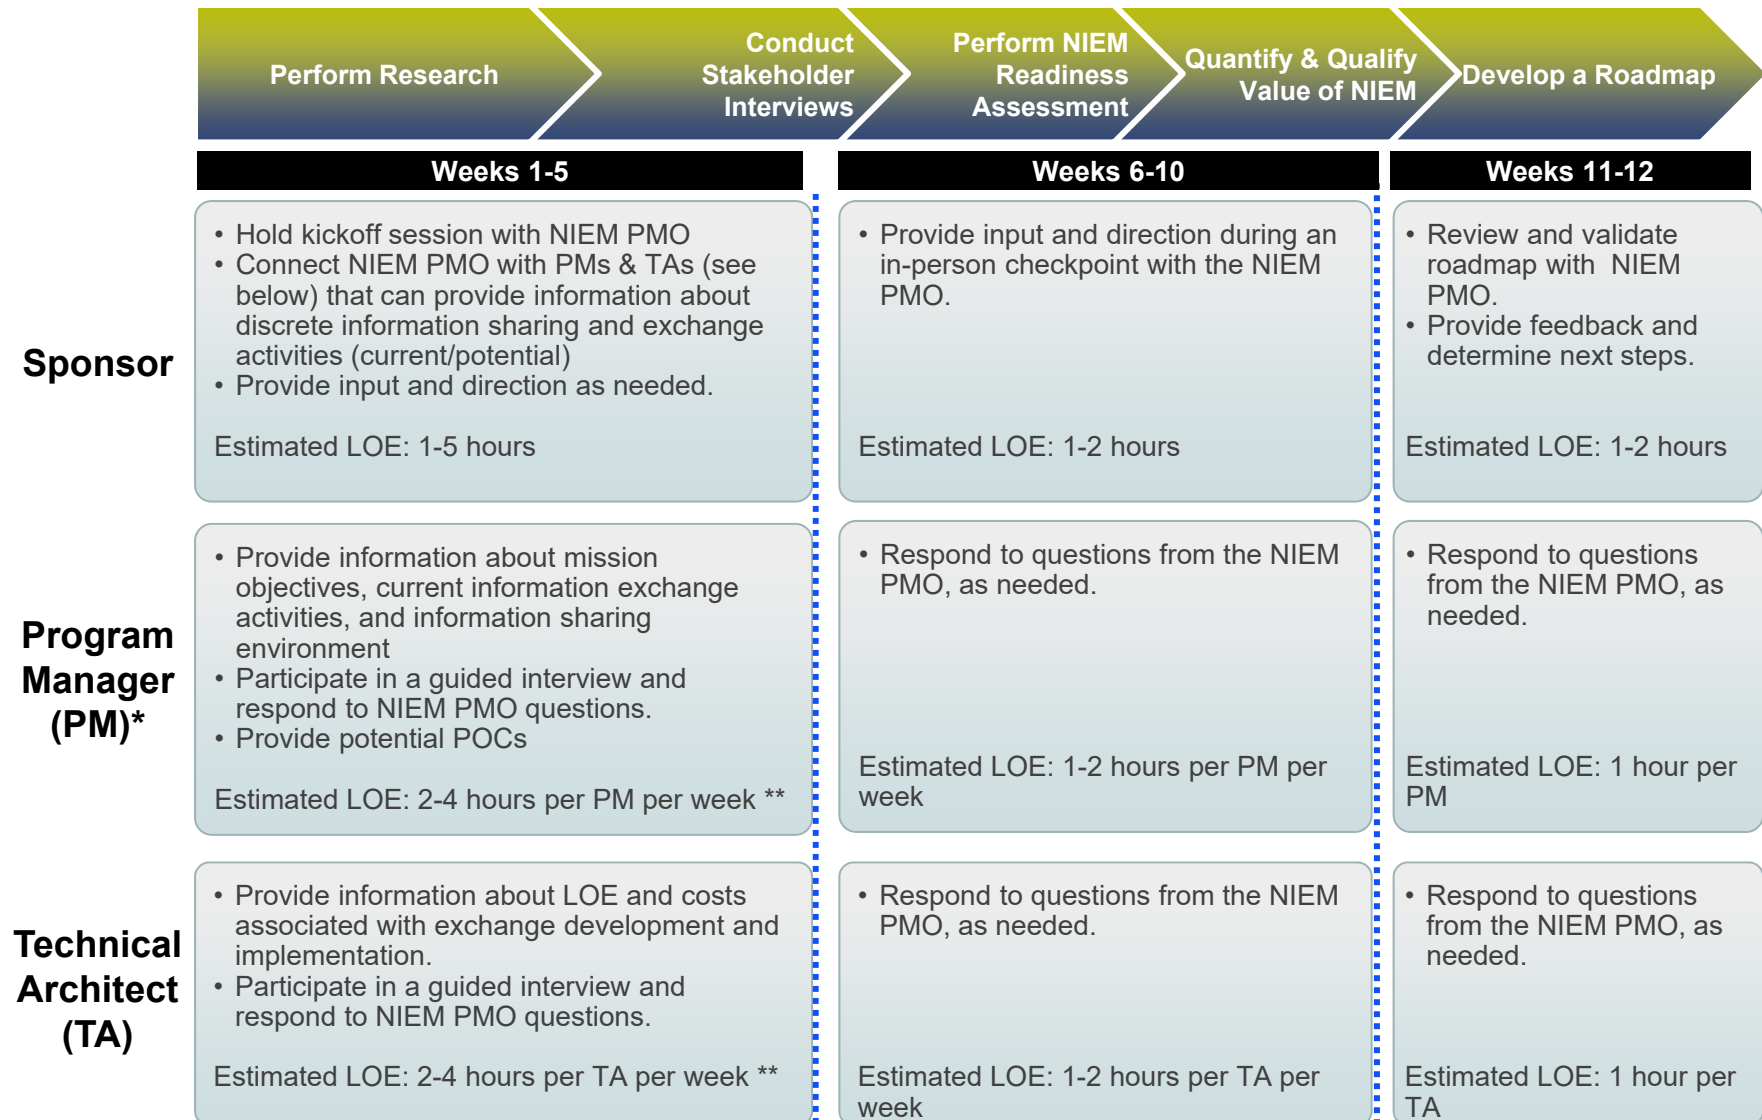 Perform Research
Conduct
Stakeholder
Interviews
Perform NIEM
Readiness
Assessment
Quantify & Qualify
Value of NIEM
Develop a Roadmap
Weeks 1-5
Weeks 6-10
Weeks 11-12
Sponsor
• Hold kickoff session with NIEM PMO
• Connect NIEM PMO with PMs & TAs (see
below) that can provide information about
discrete information sharing and exchange
activities (current/potential)
• Provide input and direction as needed.
Estimated LOE: 1-5 hours
• Provide input and direction during an
in-person checkpoint with the NIEM
PMO.
Estimated LOE: 1-2 hours
• Review and validate
roadmap with  NIEM
PMO.
• Provide feedback and
determine next steps.
Estimated LOE: 1-2 hours
Program
Manager
(PM)*
• Provide information about mission
objectives, current information exchange
activities, and information sharing
environment
• Participate in a guided interview and
respond to NIEM PMO questions.
• Provide potential POCs
Estimated LOE: 2-4 hours per PM per week **
• Respond to questions from the NIEM
PMO, as needed.
Estimated LOE: 1-2 hours per PM per
week
• Respond to questions
from the NIEM PMO, as
needed.
Estimated LOE: 1 hour per
PM
Technical
Architect
(TA)
• Provide information about LOE and costs
associated with exchange development and
implementation.
• Participate in a guided interview and
respond to NIEM PMO questions.
Estimated LOE: 2-4 hours per TA per week **
• Respond to questions from the NIEM
PMO, as needed.
Estimated LOE: 1-2 hours per TA per
week
• Respond to questions
from the NIEM PMO, as
needed.
Estimated LOE: 1 hour per
TA